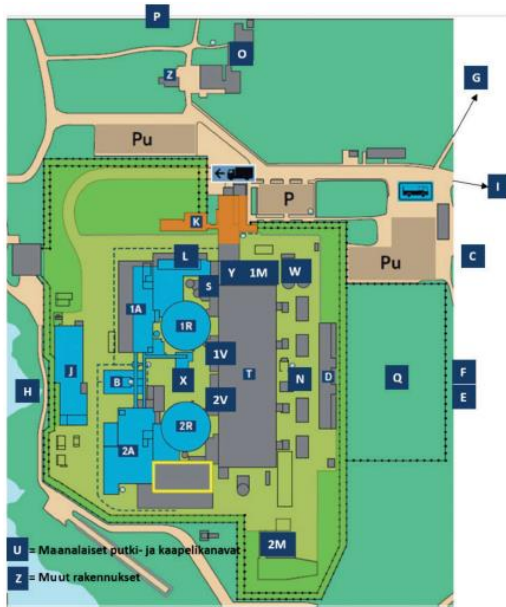 P
O
Z
G
Pu
←
I
P
K
C
Pu
L
Y 1M W
S
1A
1R
1V
F
J
B
X
T
N
D
Q
H
E
2V
2A
2R
2M
U = Maanalaiset putki- ja kaapelikanavat
Z = Muut rakennukset